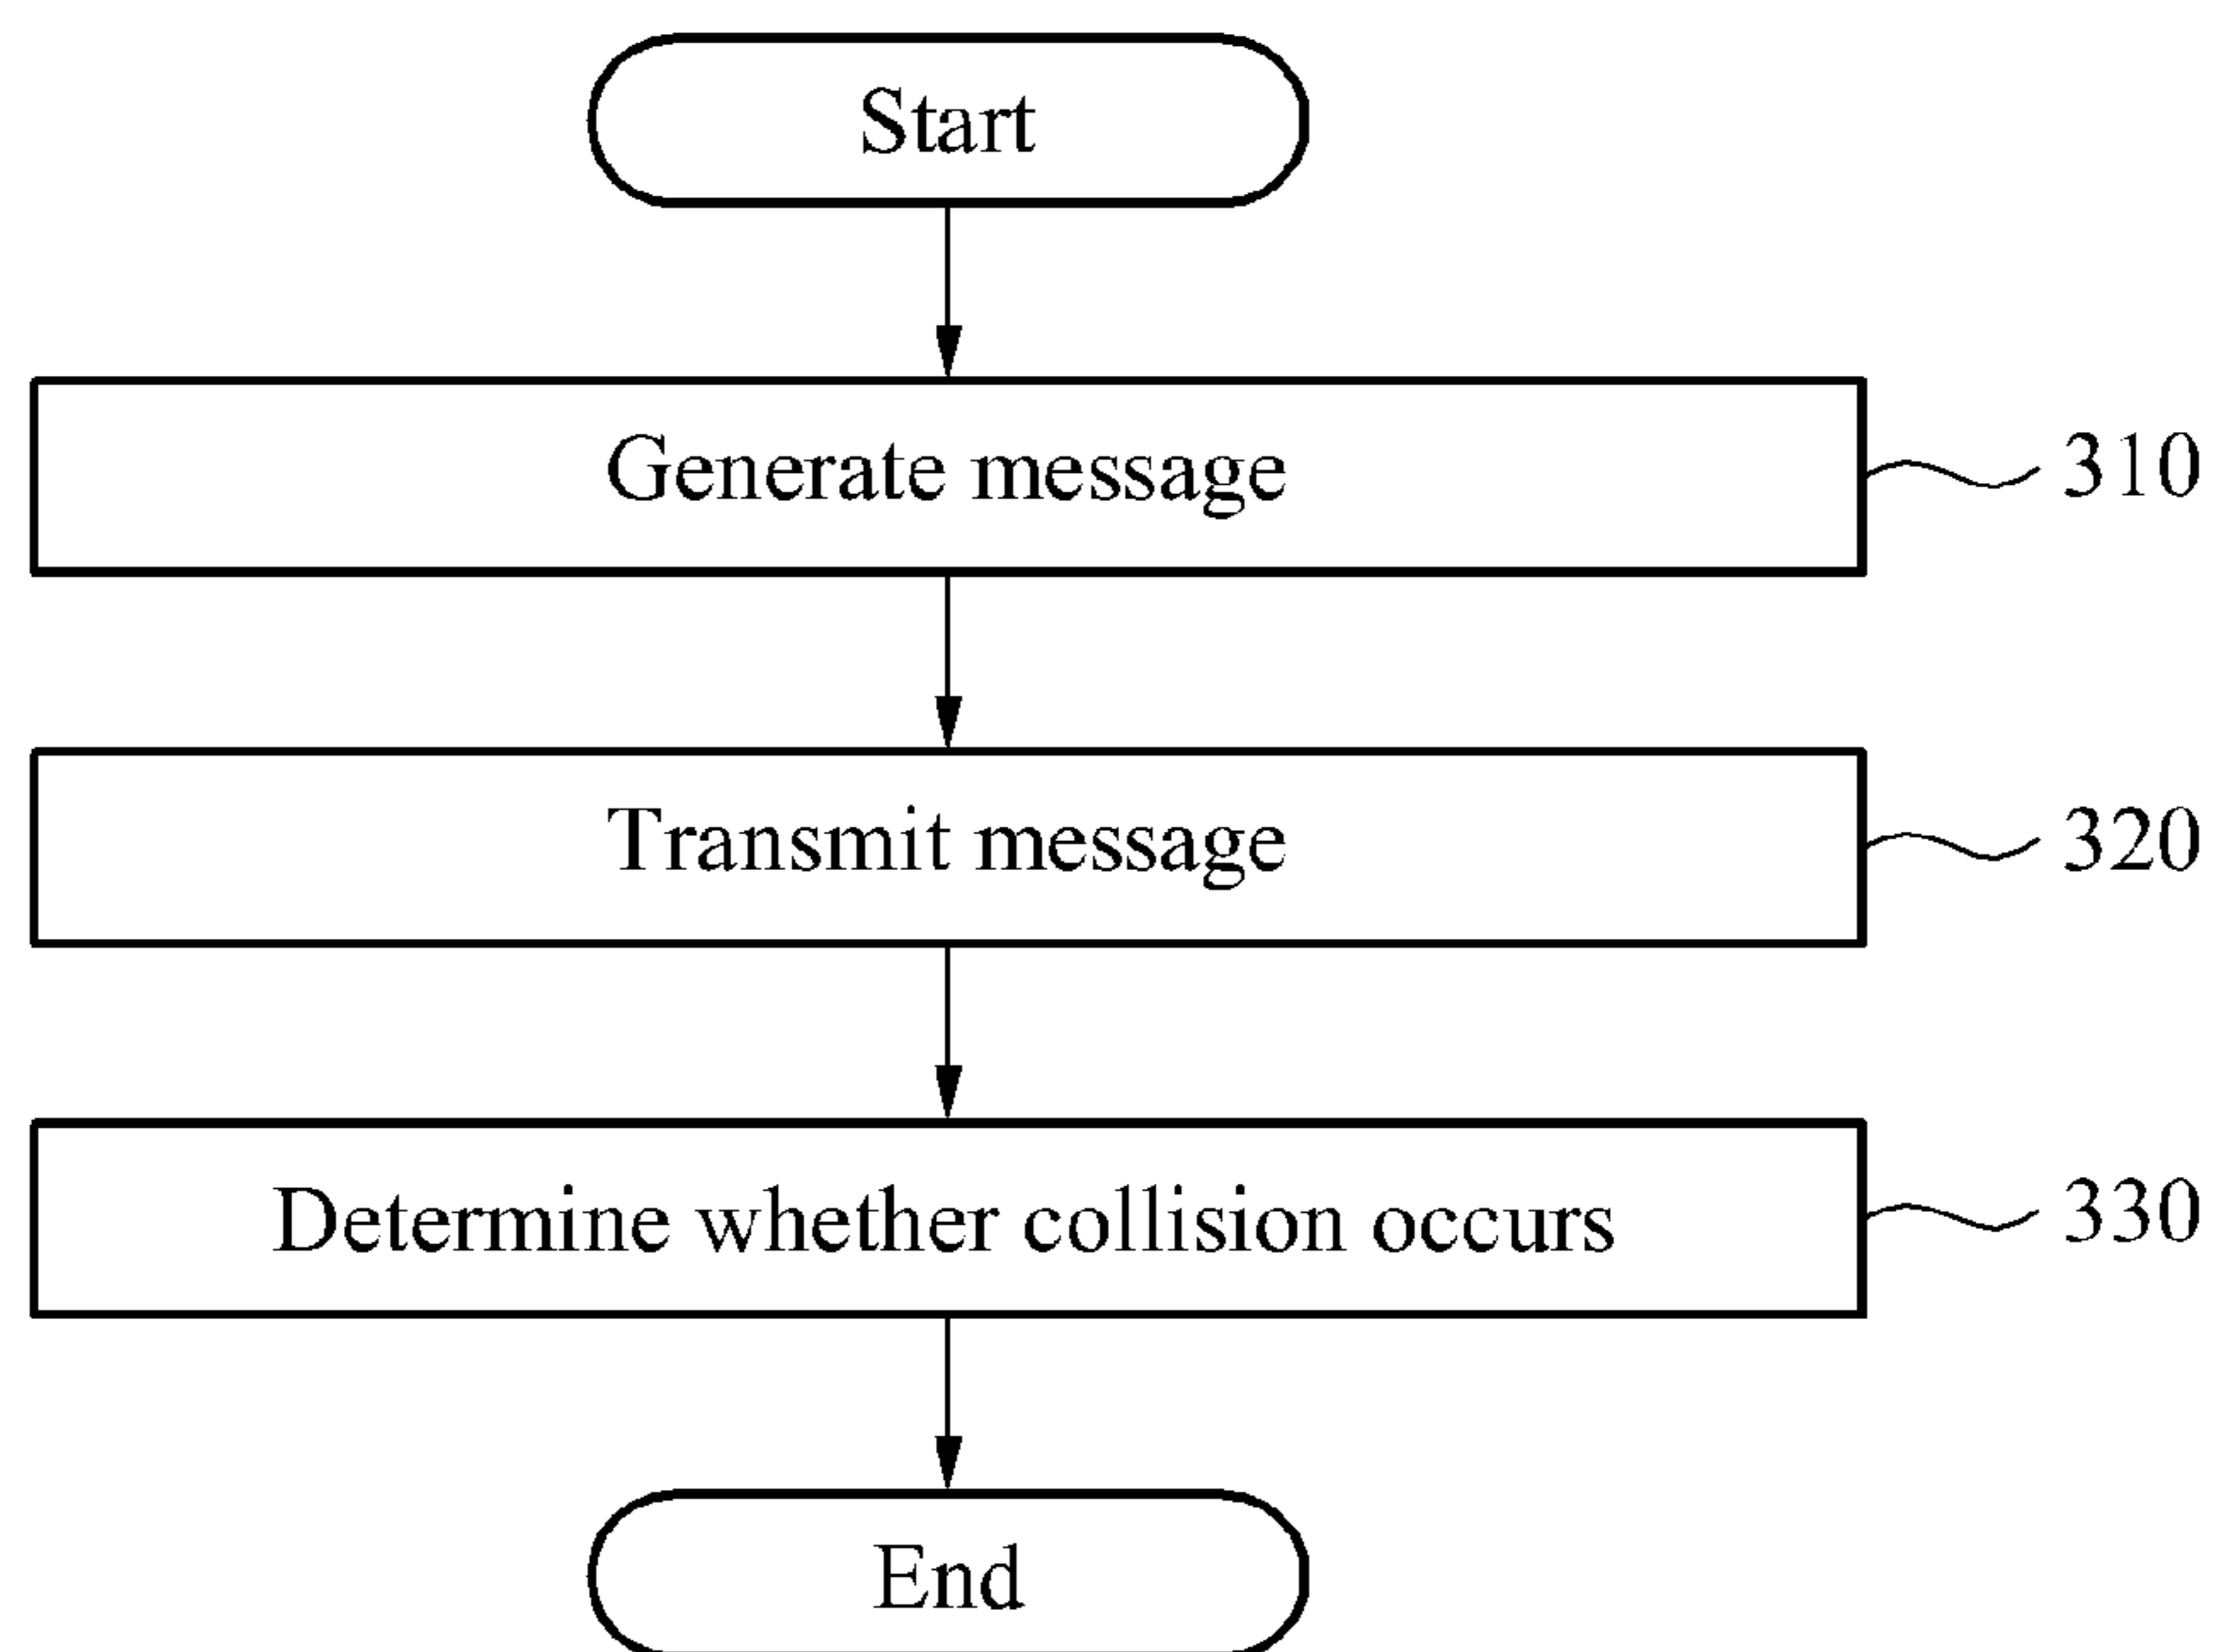 Start
Generate message
310
Transmit message
320
Determine whether collision occurs
330
End